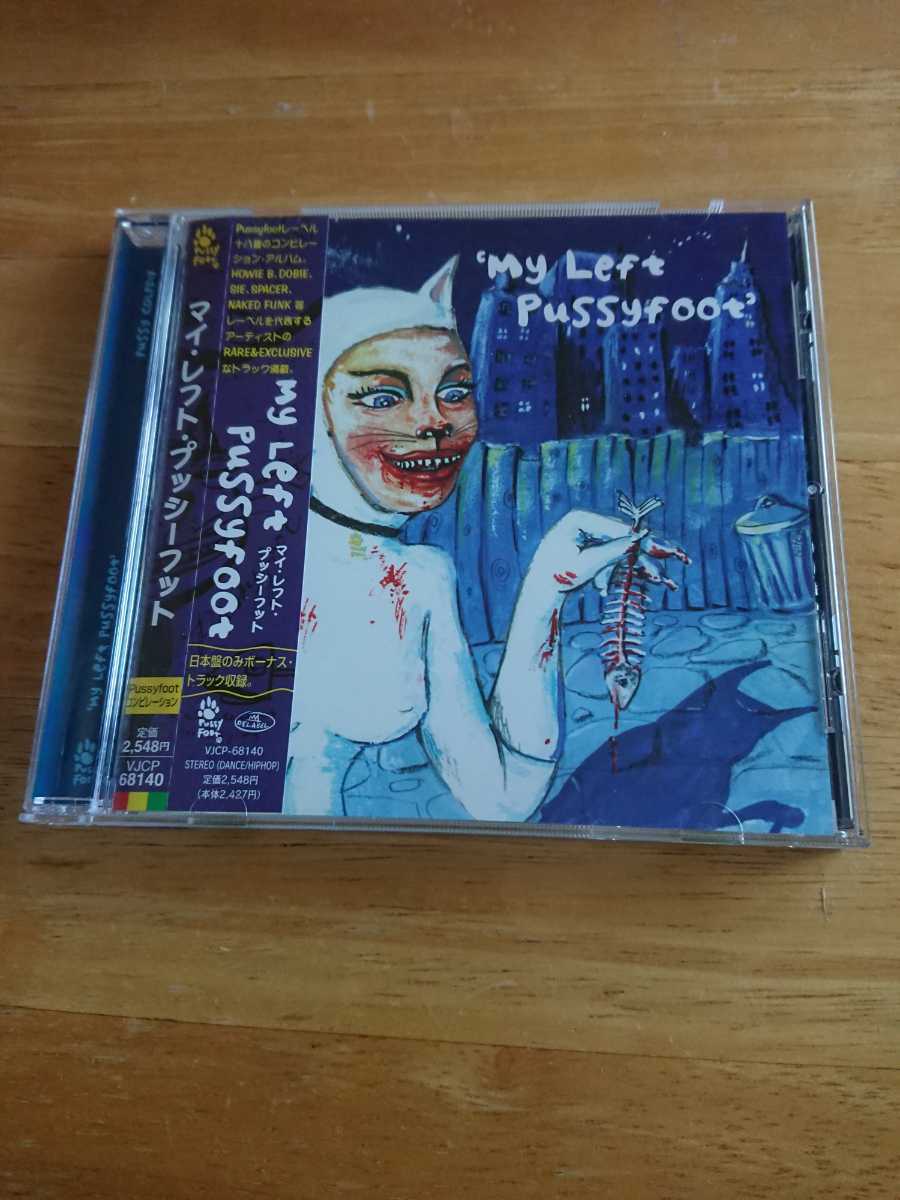 'My Left
Pussyfoot'
Pussy Foot
Pussyfootレーベル
十八番のコンピレー
ション・アルバム。
HOWIE B、DOBIE、
SIE、SPACER、
NAKED FUNK 等
レーベルを代表する
アーティストの
RARE&EXCLUSIVE
なトラック満載。
My Left
Pussyfoot
マイ・レフト・
プッシーフット
日本盤のみボーナス・
トラック収録。
Pussy
Foot
DELABEL
VJCP-68140
STEREO (DANCE/HIPHOP)
定価2,548円
(本体2,427円)
マイ・レフト・プッシーフット
Pussyfoot
コンピレーション
定価
2,548円
VJCP
68140
'My Left Pussyfoot'